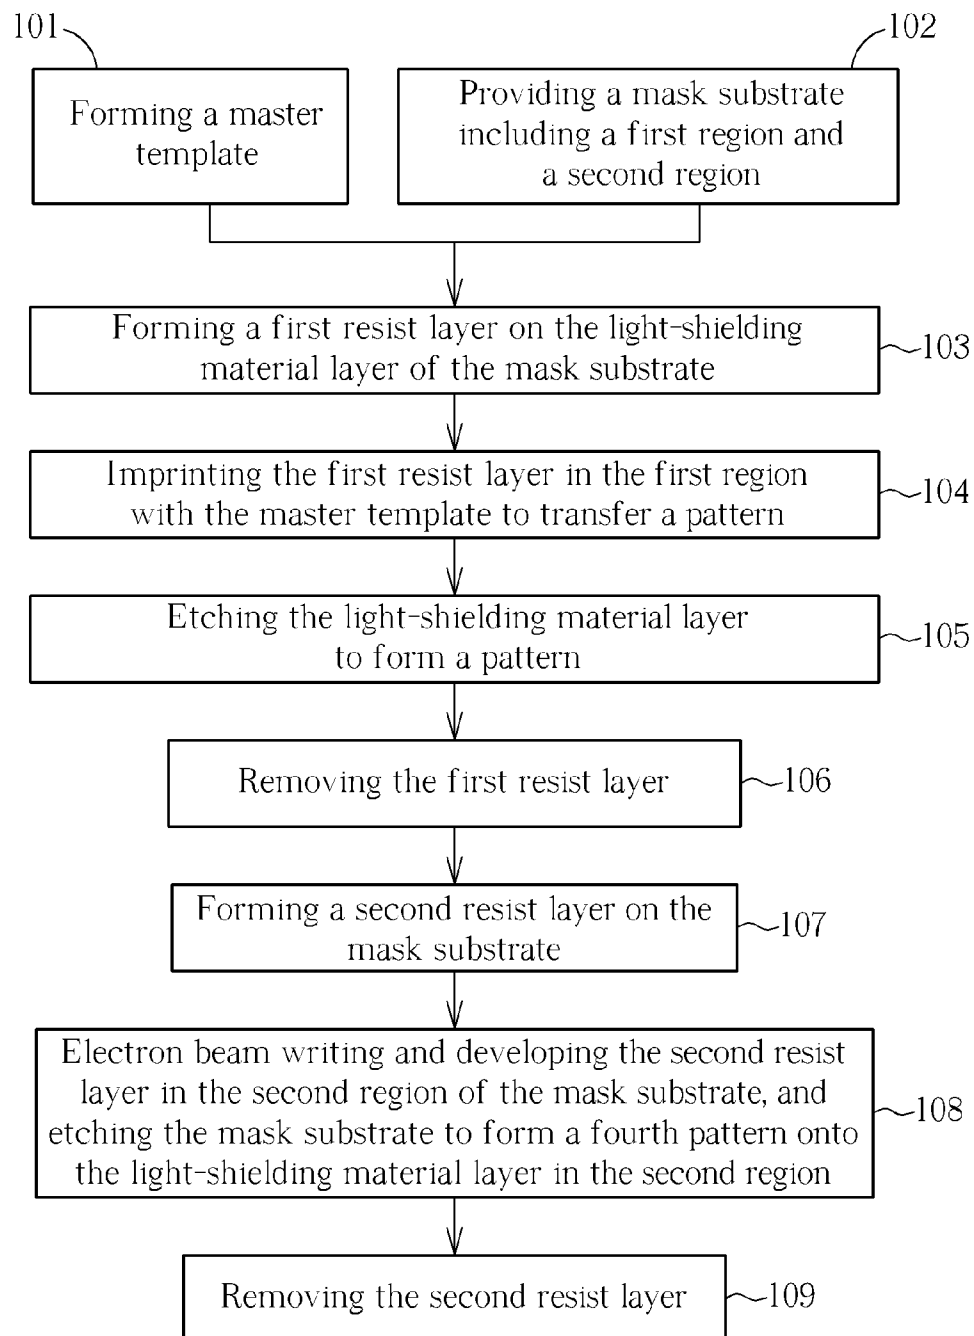 101
102
Forming a master
template
Providing a mask substrate
including a first region and
a second region
Forming a first resist layer on the light-shielding
material layer of the mask substrate
103
Imprinting the first resist layer in the first region
with the master template to transfer a pattern
104
Etching the light-shielding material layer
to form a pattern
105
Removing the first resist layer
106
Forming a second resist layer on the
mask substrate
107
Electron beam writing and developing the second resist
layer in the second region of the mask substrate, and
etching the mask substrate to form a fourth pattern onto
the light-shielding material layer in the second region
108
Removing the second resist layer
109